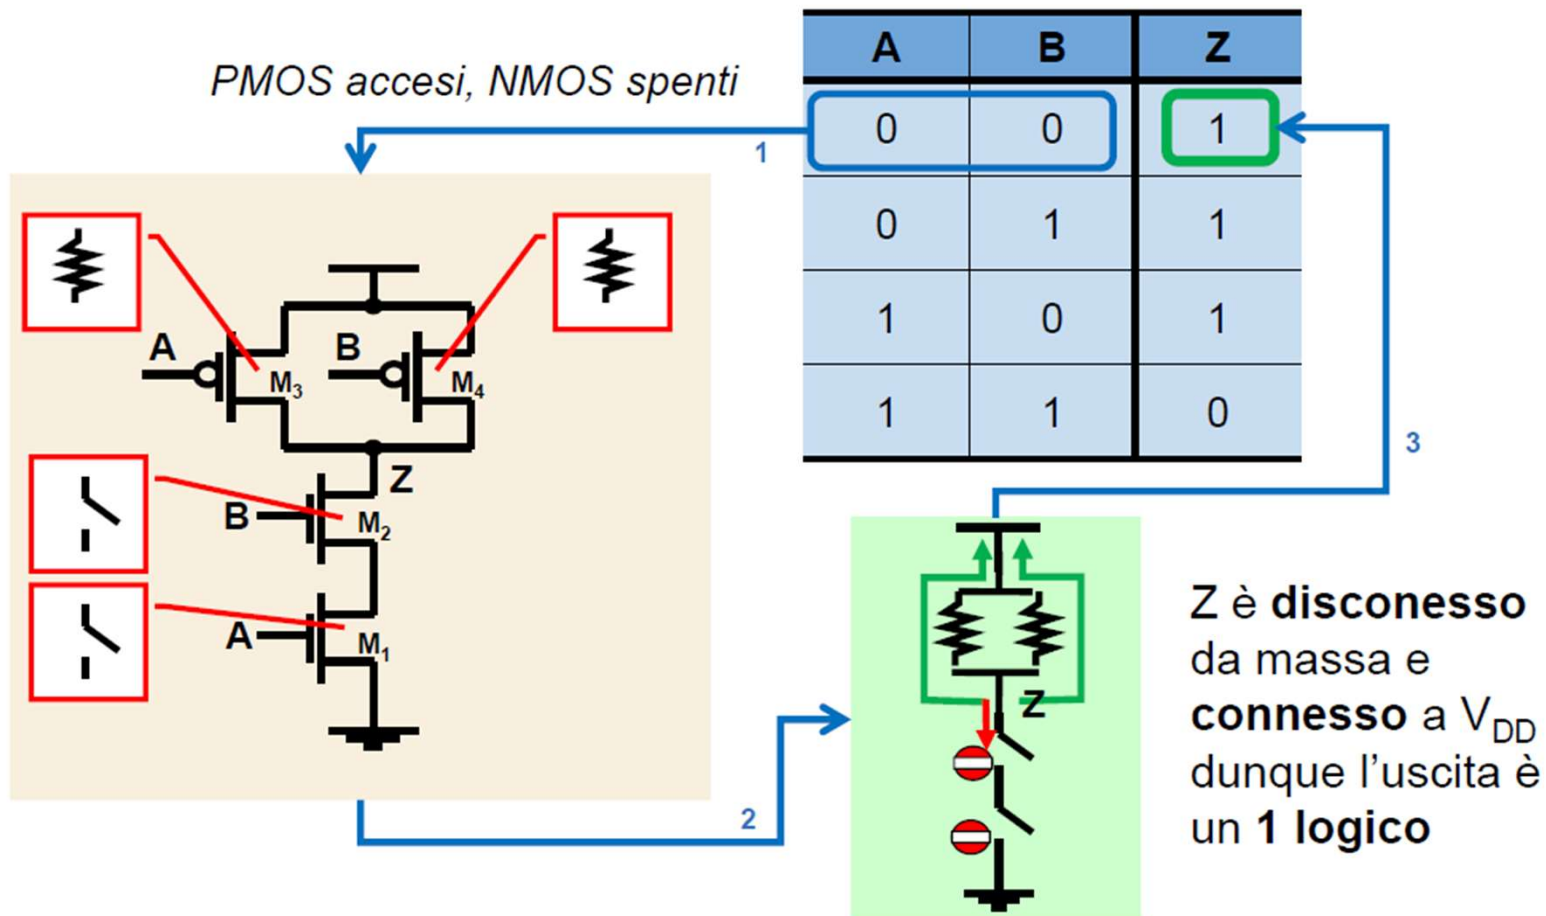 PMOS accesi, NMOS spenti
A B Z
0 0 1
0 1 1
1 0 1
1 1 0
1
A
M3
B
M4
Z
B
M2
A
M1
2
3
Z
Z è disconesso
da massa e
connesso a VDD
dunque l'uscita è
un 1 logico